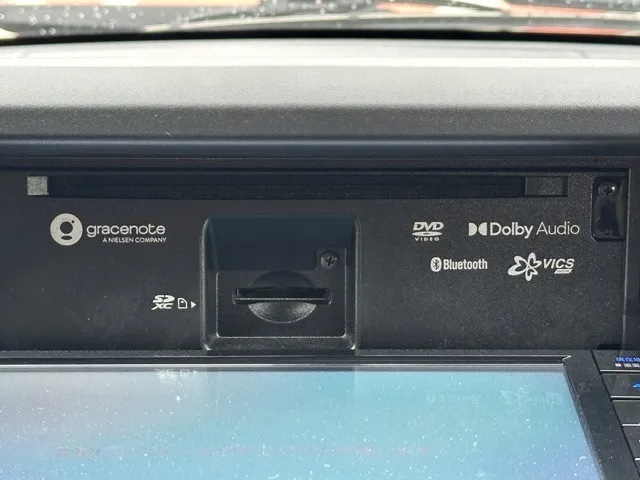 gracenote
A NIELSEN COMPANY
DVD
VIDEO
Dolby Audio
Bluetooth
VICS
SD
XC